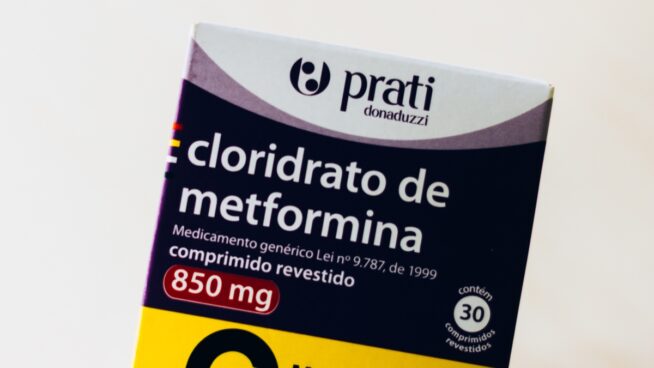 prati
donaduzzi
cloridrato de
metformina
Medicamento genérico Lei nº 9.787, de 1999
comprimido revestido
850 mg
contém
30
comprimidos
revestidos